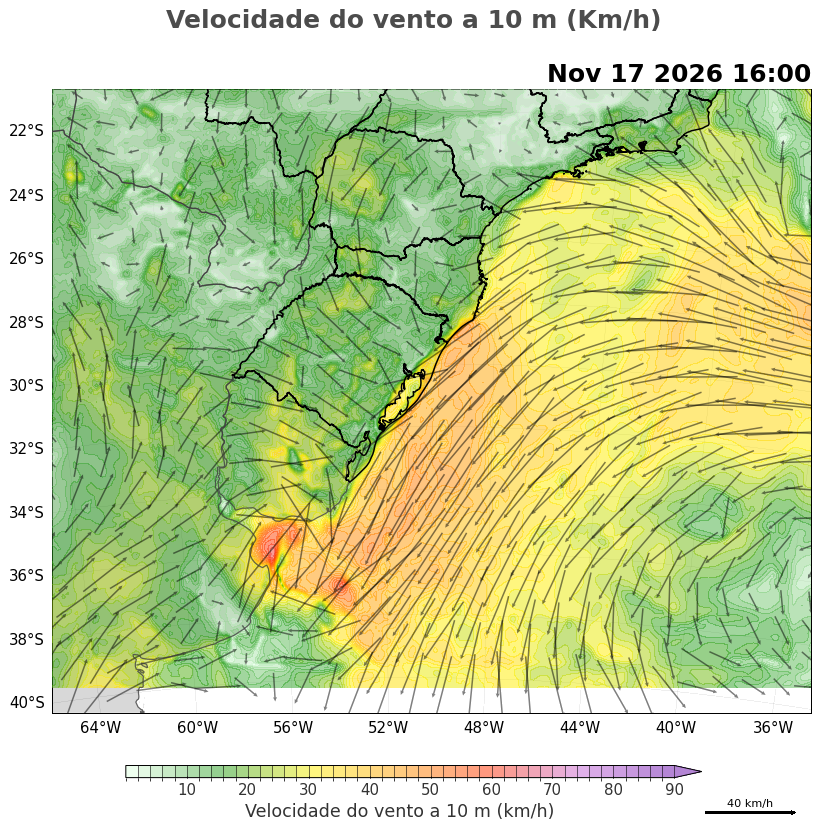 Velocidade do vento a 10 m (Km/h)
Nov 17 2026 16:00
22°S
24°S
26°S
28°S
30°S
32°S
34°S
36°S
38°S
40°S
64°W 60°W 56°W 52°W 48°W 44°W 40°W 36°W
10 20 30 40 50 60 70 80 90
Velocidade do vento a 10 m (km/h)
40 km/h